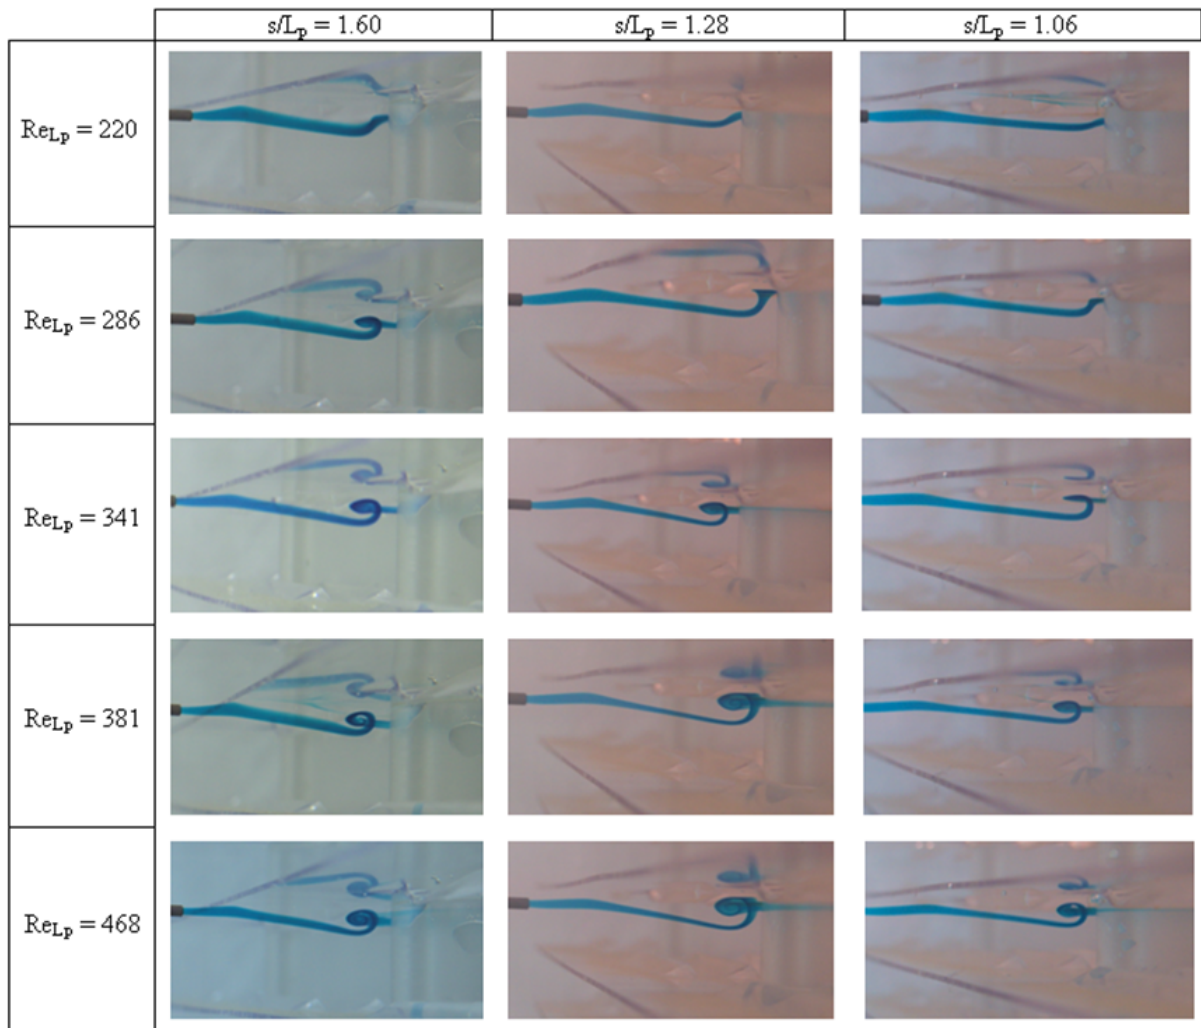 s/Lp = 1.60
s/Lp = 1.28
s/Lp = 1.06
ReLp = 220
ReLp = 286
ReLp = 341
ReLp = 381
ReLp = 468